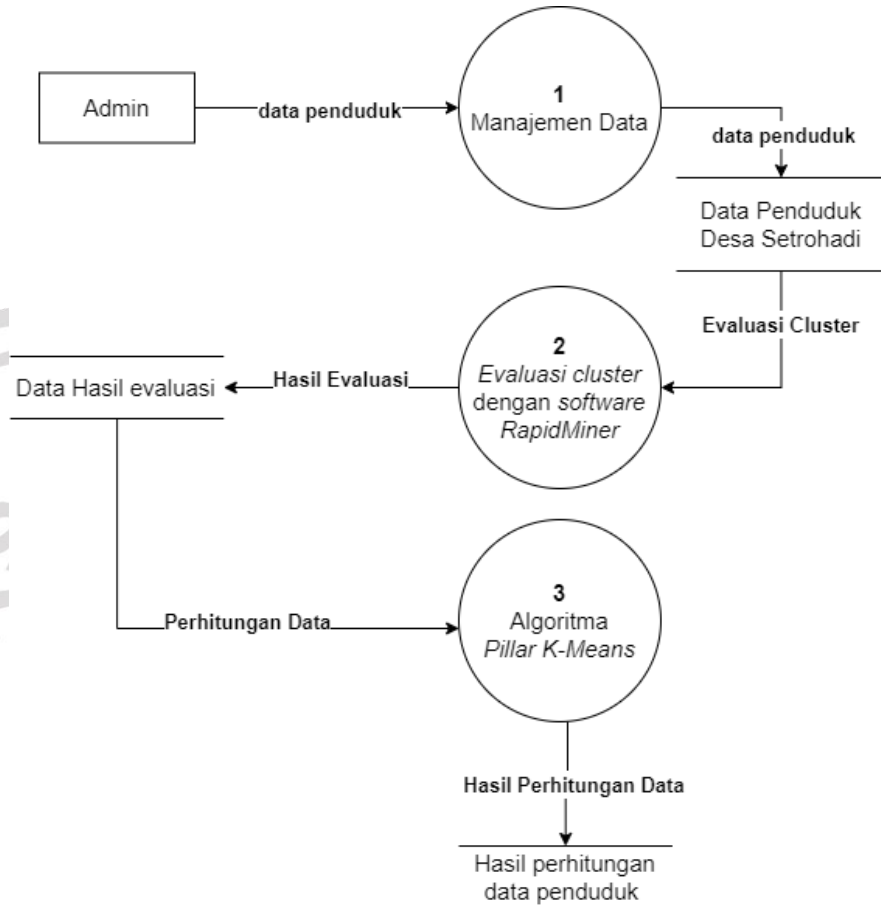 Admin
data penduduk
1
Manajemen Data
data penduduk
Data Penduduk
Desa Setrohadi
Evaluasi Cluster
2
Evaluasi cluster
dengan software
RapidMiner
Hasil Evaluasi
Data Hasil evaluasi
Perhitungan Data
3
Algoritma
Pillar K-Means
Hasil Perhitungan Data
Hasil perhitungan
data penduduk